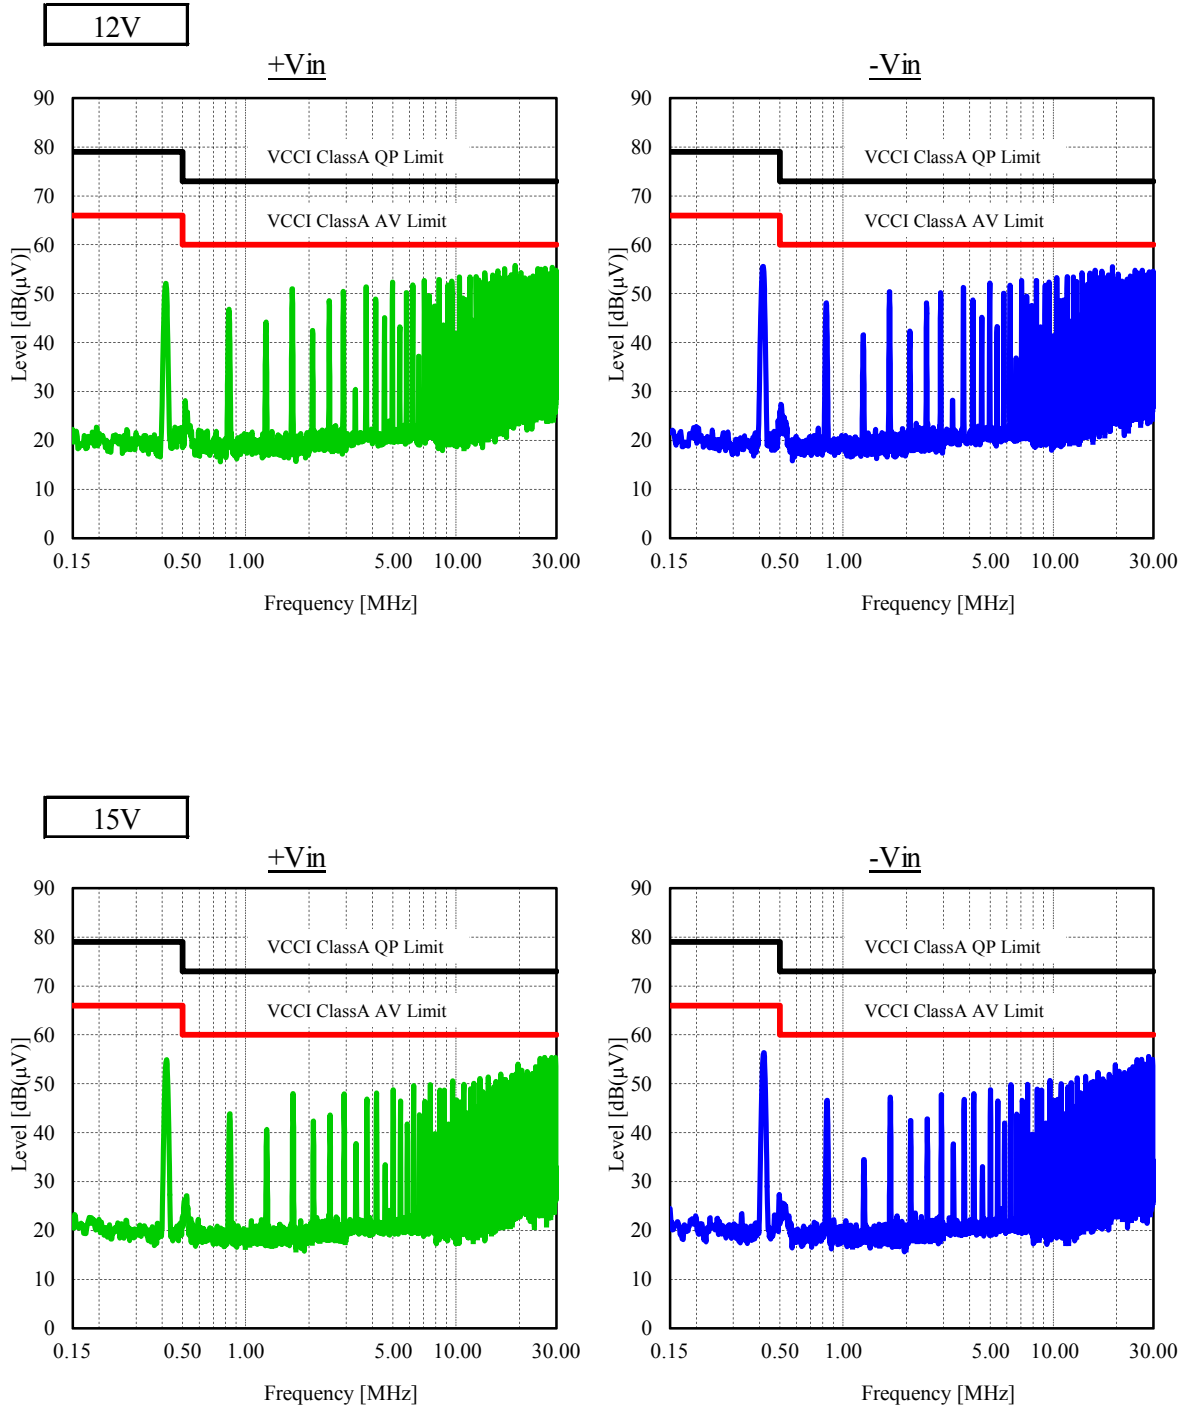 12V
+Vin
-Vin
90
80
70
60
50
40
30
20
10
0
Level [dB(μV)]
VCCI ClassA QP Limit
VCCI ClassA AV Limit
0.15 0.50 1.00 5.00 10.00 30.00
Frequency [MHz]
90
80
70
60
50
40
30
20
10
0
Level [dB(μV)]
VCCI ClassA QP Limit
VCCI ClassA AV Limit
0.15 0.50 1.00 5.00 10.00 30.00
Frequency [MHz]
15V
+Vin
-Vin
90
80
70
60
50
40
30
20
10
0
Level [dB(μV)]
VCCI ClassA QP Limit
VCCI ClassA AV Limit
0.15 0.50 1.00 5.00 10.00 30.00
Frequency [MHz]
90
80
70
60
50
40
30
20
10
0
Level [dB(μV)]
VCCI ClassA QP Limit
VCCI ClassA AV Limit
0.15 0.50 1.00 5.00 10.00 30.00
Frequency [MHz]